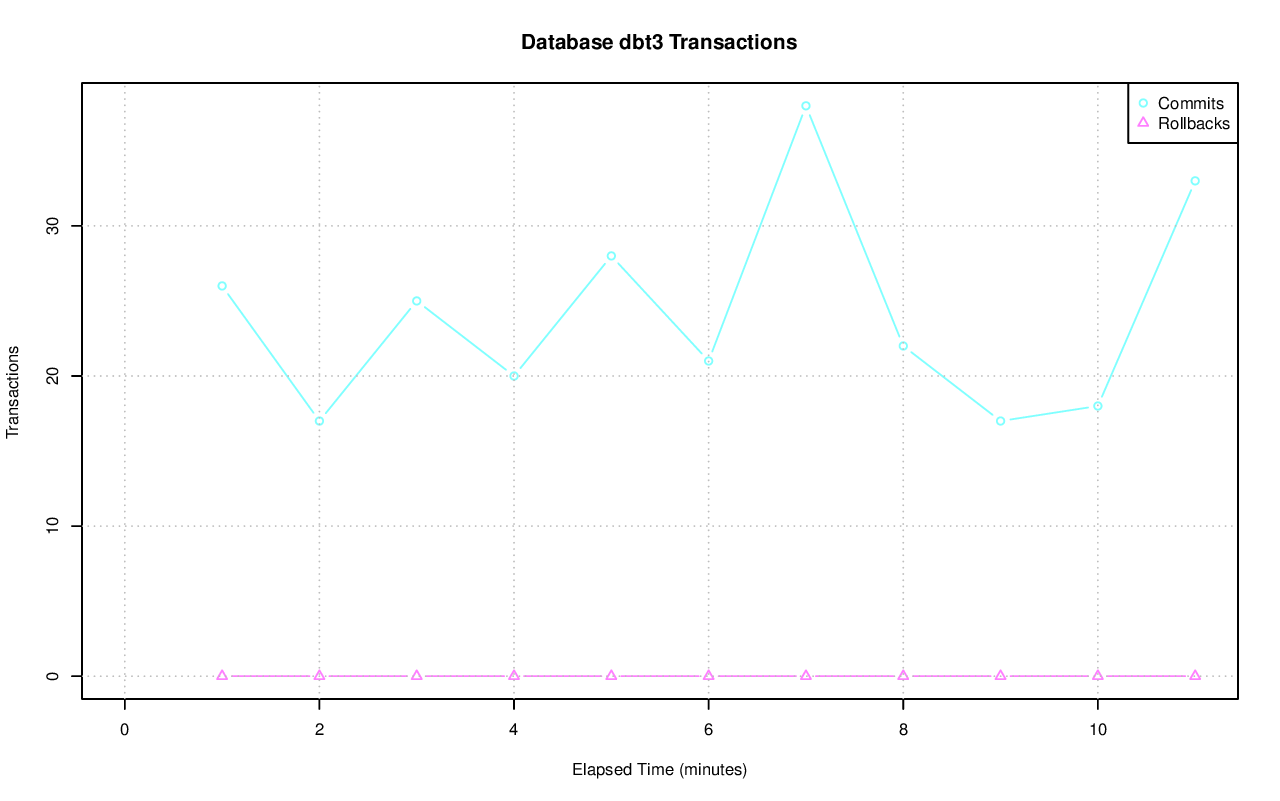 Database dbt3 Transactions
Commits
Rollbacks
Transactions
30
20
10
0
0 2 4 6 8 10
Elapsed Time (minutes)